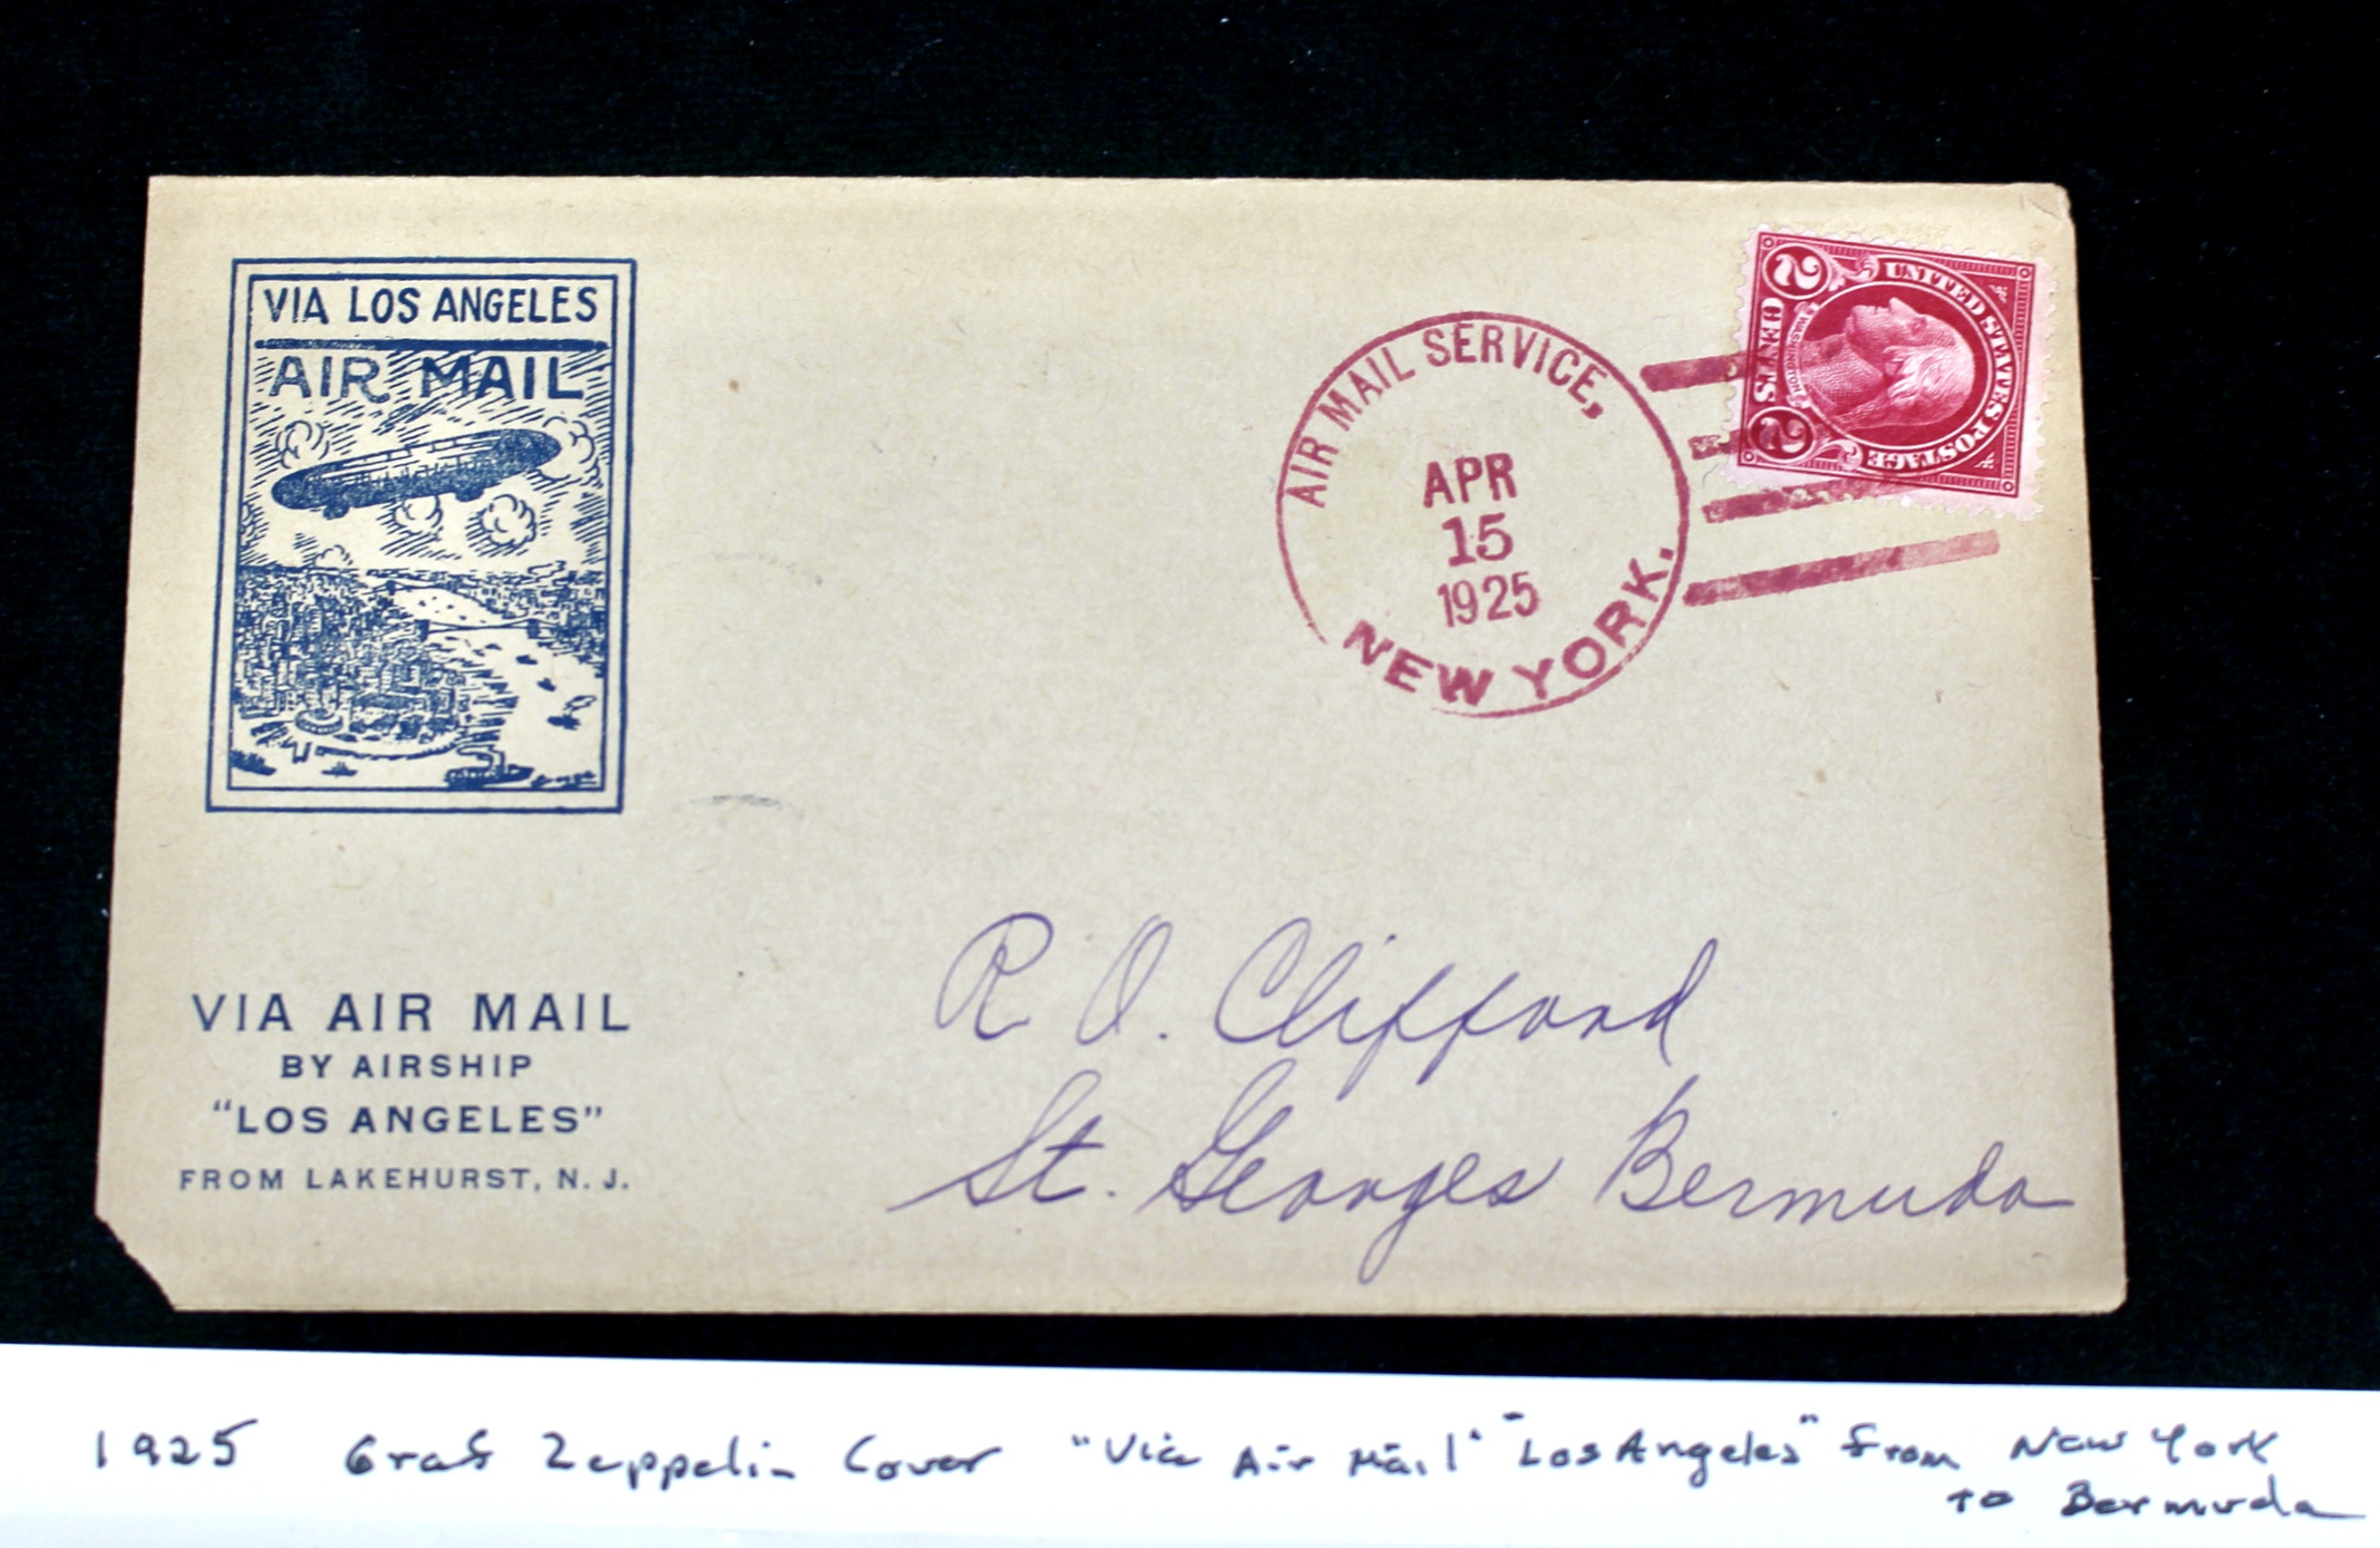 VIA LOS ANGELES
AIR MAIL
AIR MAIL SERVICE,
APR
15
1925
NEW YORK.
UNITED STATES POSTAGE
WASHINGTON
2 CENTS 2
R O. Clifford
St. Georges Bermuda
VIA AIR MAIL
BY AIRSHIP
"LOS ANGELES"
FROM LAKEHURST, N. J.
1925 Graf Zeppelin Cover "Via Air Mail" "Los Angeles" from New York
to Bermuda